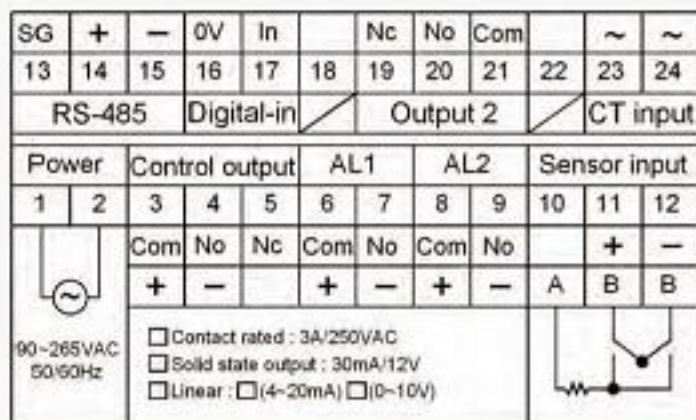 SG + − 0V In Nc No Com ~ ~
13 14 15 16 17 18 19 20 21 22 23 24
RS-485 Digital-in Output 2 CT input
Power Control output AL1 AL2 Sensor input
1 2 3 4 5 6 7 8 9 10 11 12
Com No Nc Com No Com No + −
~ + − + − + − A B B
90~265VAC
50/60Hz
□Contact rated : 3A/250VAC
□Solid state output : 30mA/12V
□Linear : □(4~20mA) □(0~10V)